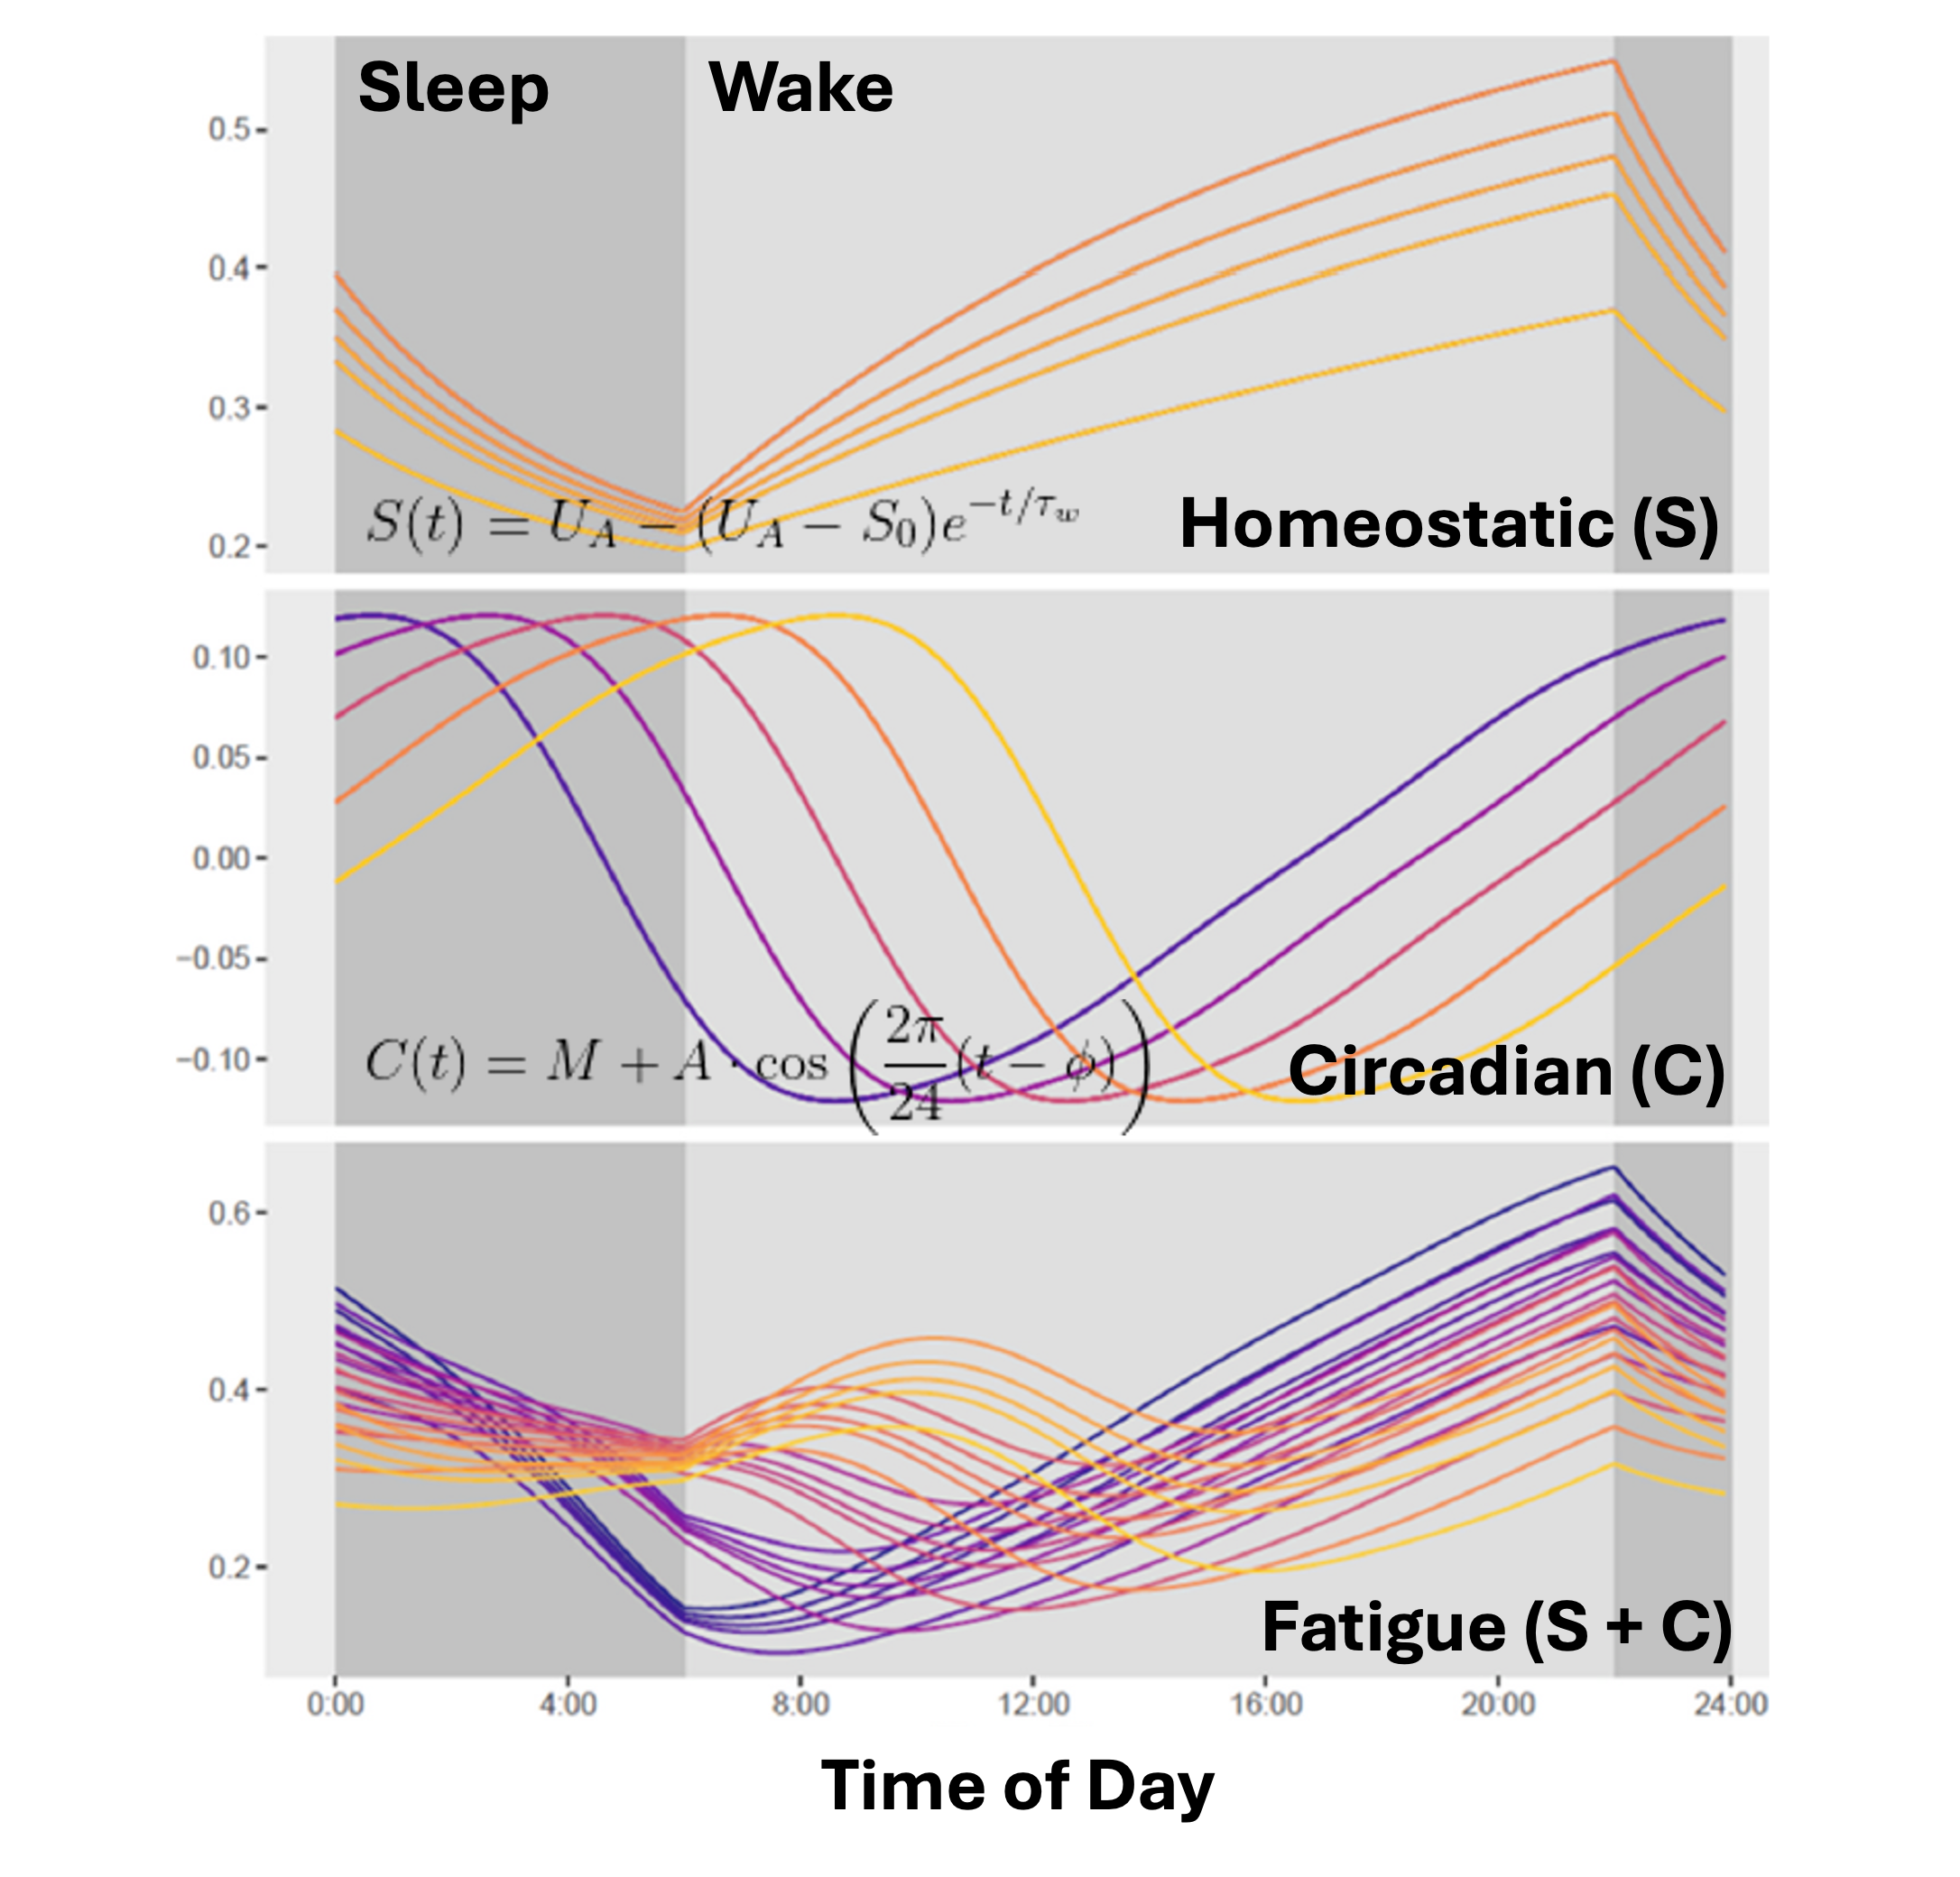 Sleep Wake
0.5
0.4
0.3
0.2
S(t) = U_A − (U_A − S_0)e^{−t/τ_w}
Homeostatic (S)
0.10
0.05
0.00
−0.05
−0.10
C(t) = M + A · cos(2π/24 (t − ϕ))
Circadian (C)
0.6
0.4
0.2
Fatigue (S + C)
0:00 4:00 8:00 12:00 16:00 20:00 24:00
Time of Day